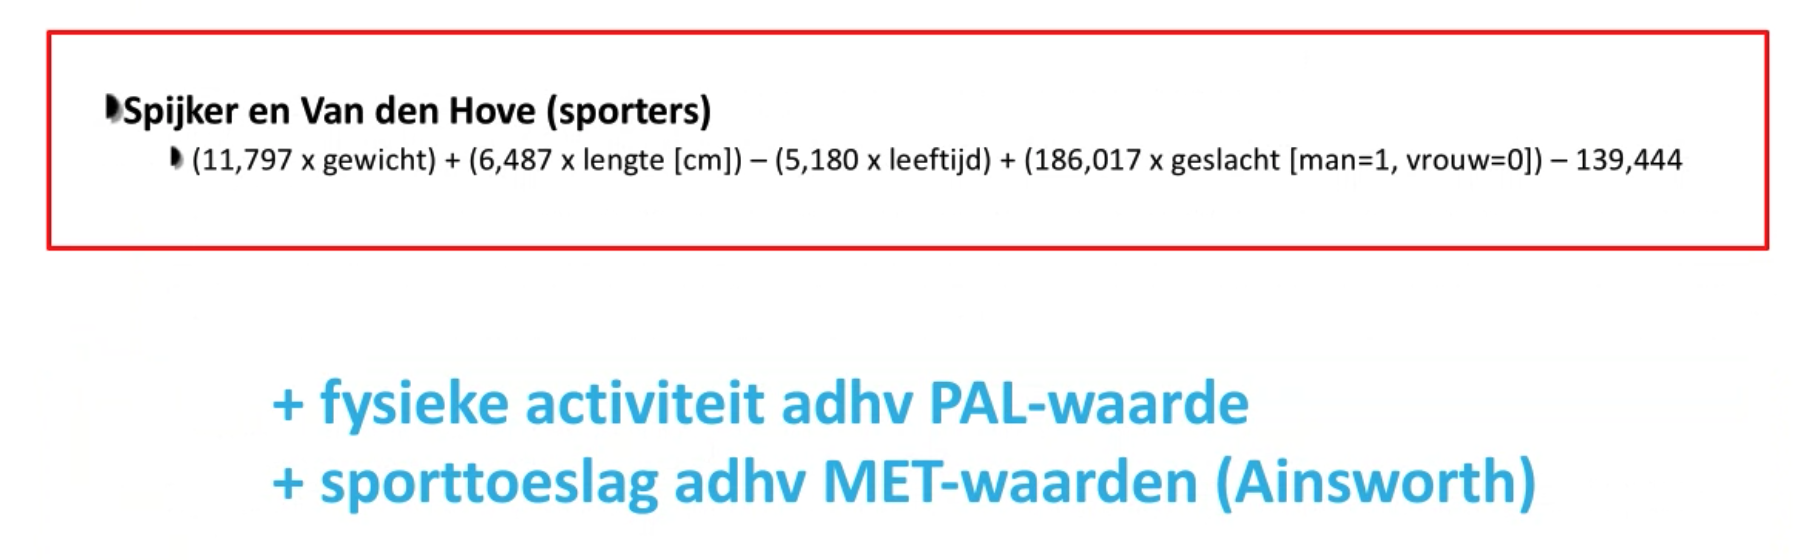 Spijker en Van den Hove (sporters)
(11,797 x gewicht) + (6,487 x lengte [cm]) – (5,180 x leeftijd) + (186,017 x geslacht [man=1, vrouw=0]) – 139,444
+ fysieke activiteit adhv PAL-waarde
+ sporttoeslag adhv MET-waarden (Ainsworth)